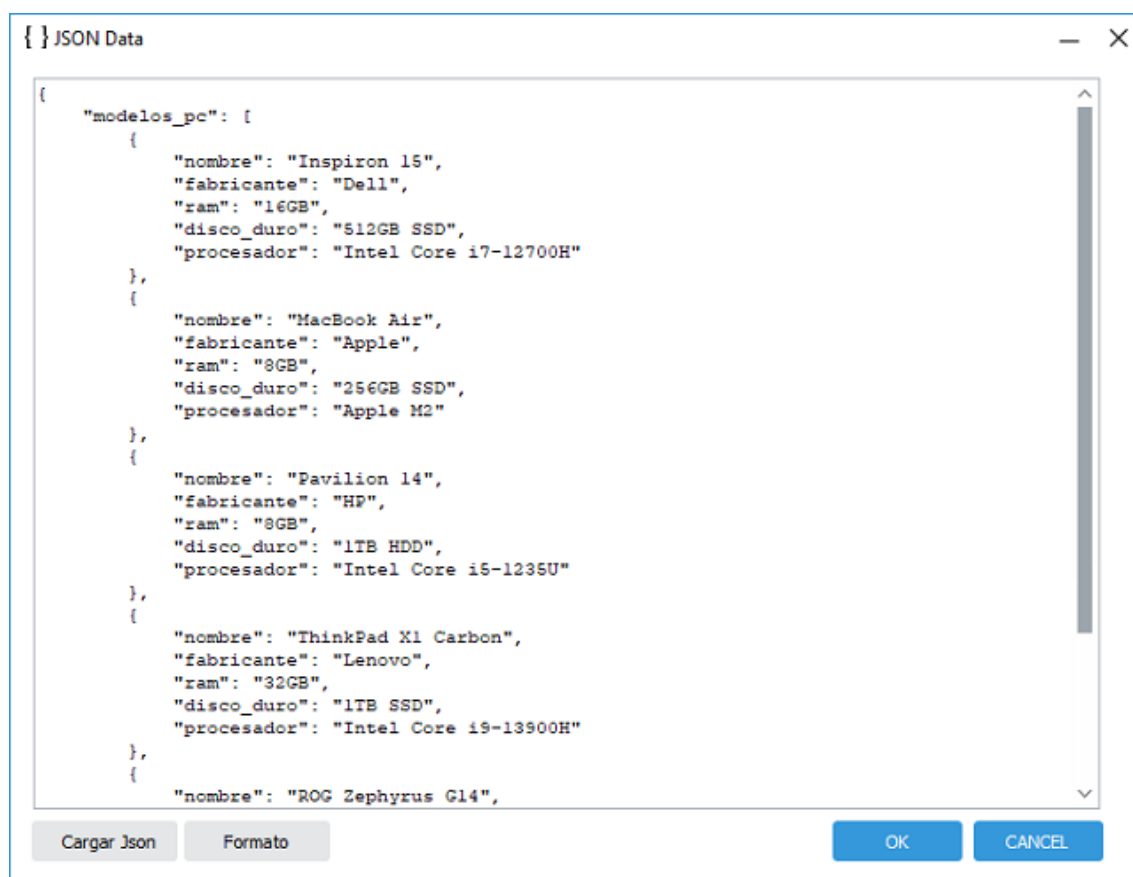 { } JSON Data
{
    "modelos_pc": [
        {
            "nombre": "Inspiron 15",
            "fabricante": "Dell",
            "ram": "16GB",
            "disco_duro": "512GB SSD",
            "procesador": "Intel Core i7-12700H"
        },
        {
            "nombre": "MacBook Air",
            "fabricante": "Apple",
            "ram": "8GB",
            "disco_duro": "256GB SSD",
            "procesador": "Apple M2"
        },
        {
            "nombre": "Pavilion 14",
            "fabricante": "HP",
            "ram": "8GB",
            "disco_duro": "1TB HDD",
            "procesador": "Intel Core i5-1235U"
        },
        {
            "nombre": "ThinkPad X1 Carbon",
            "fabricante": "Lenovo",
            "ram": "32GB",
            "disco_duro": "1TB SSD",
            "procesador": "Intel Core i9-13900H"
        },
        {
            "nombre": "ROG Zephyrus G14",
Cargar Json Formato OK CANCEL